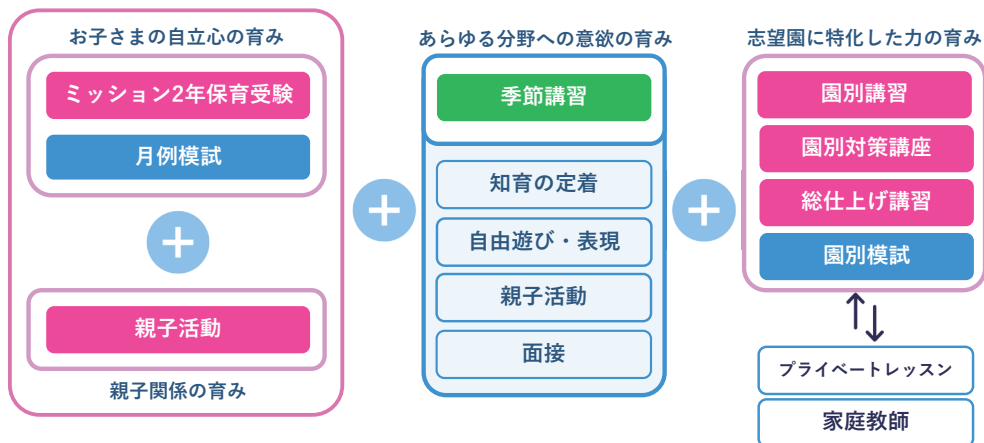 お子さまの自立心の育み
ミッション2年保育受験
月例模試
親子活動
親子関係の育み
あらゆる分野への意欲の育み
季節講習
知育の定着
自由遊び・表現
親子活動
面接
志望園に特化した力の育み
園別講習
園別対策講座
総仕上げ講習
園別模試
プライベートレッスン
家庭教師